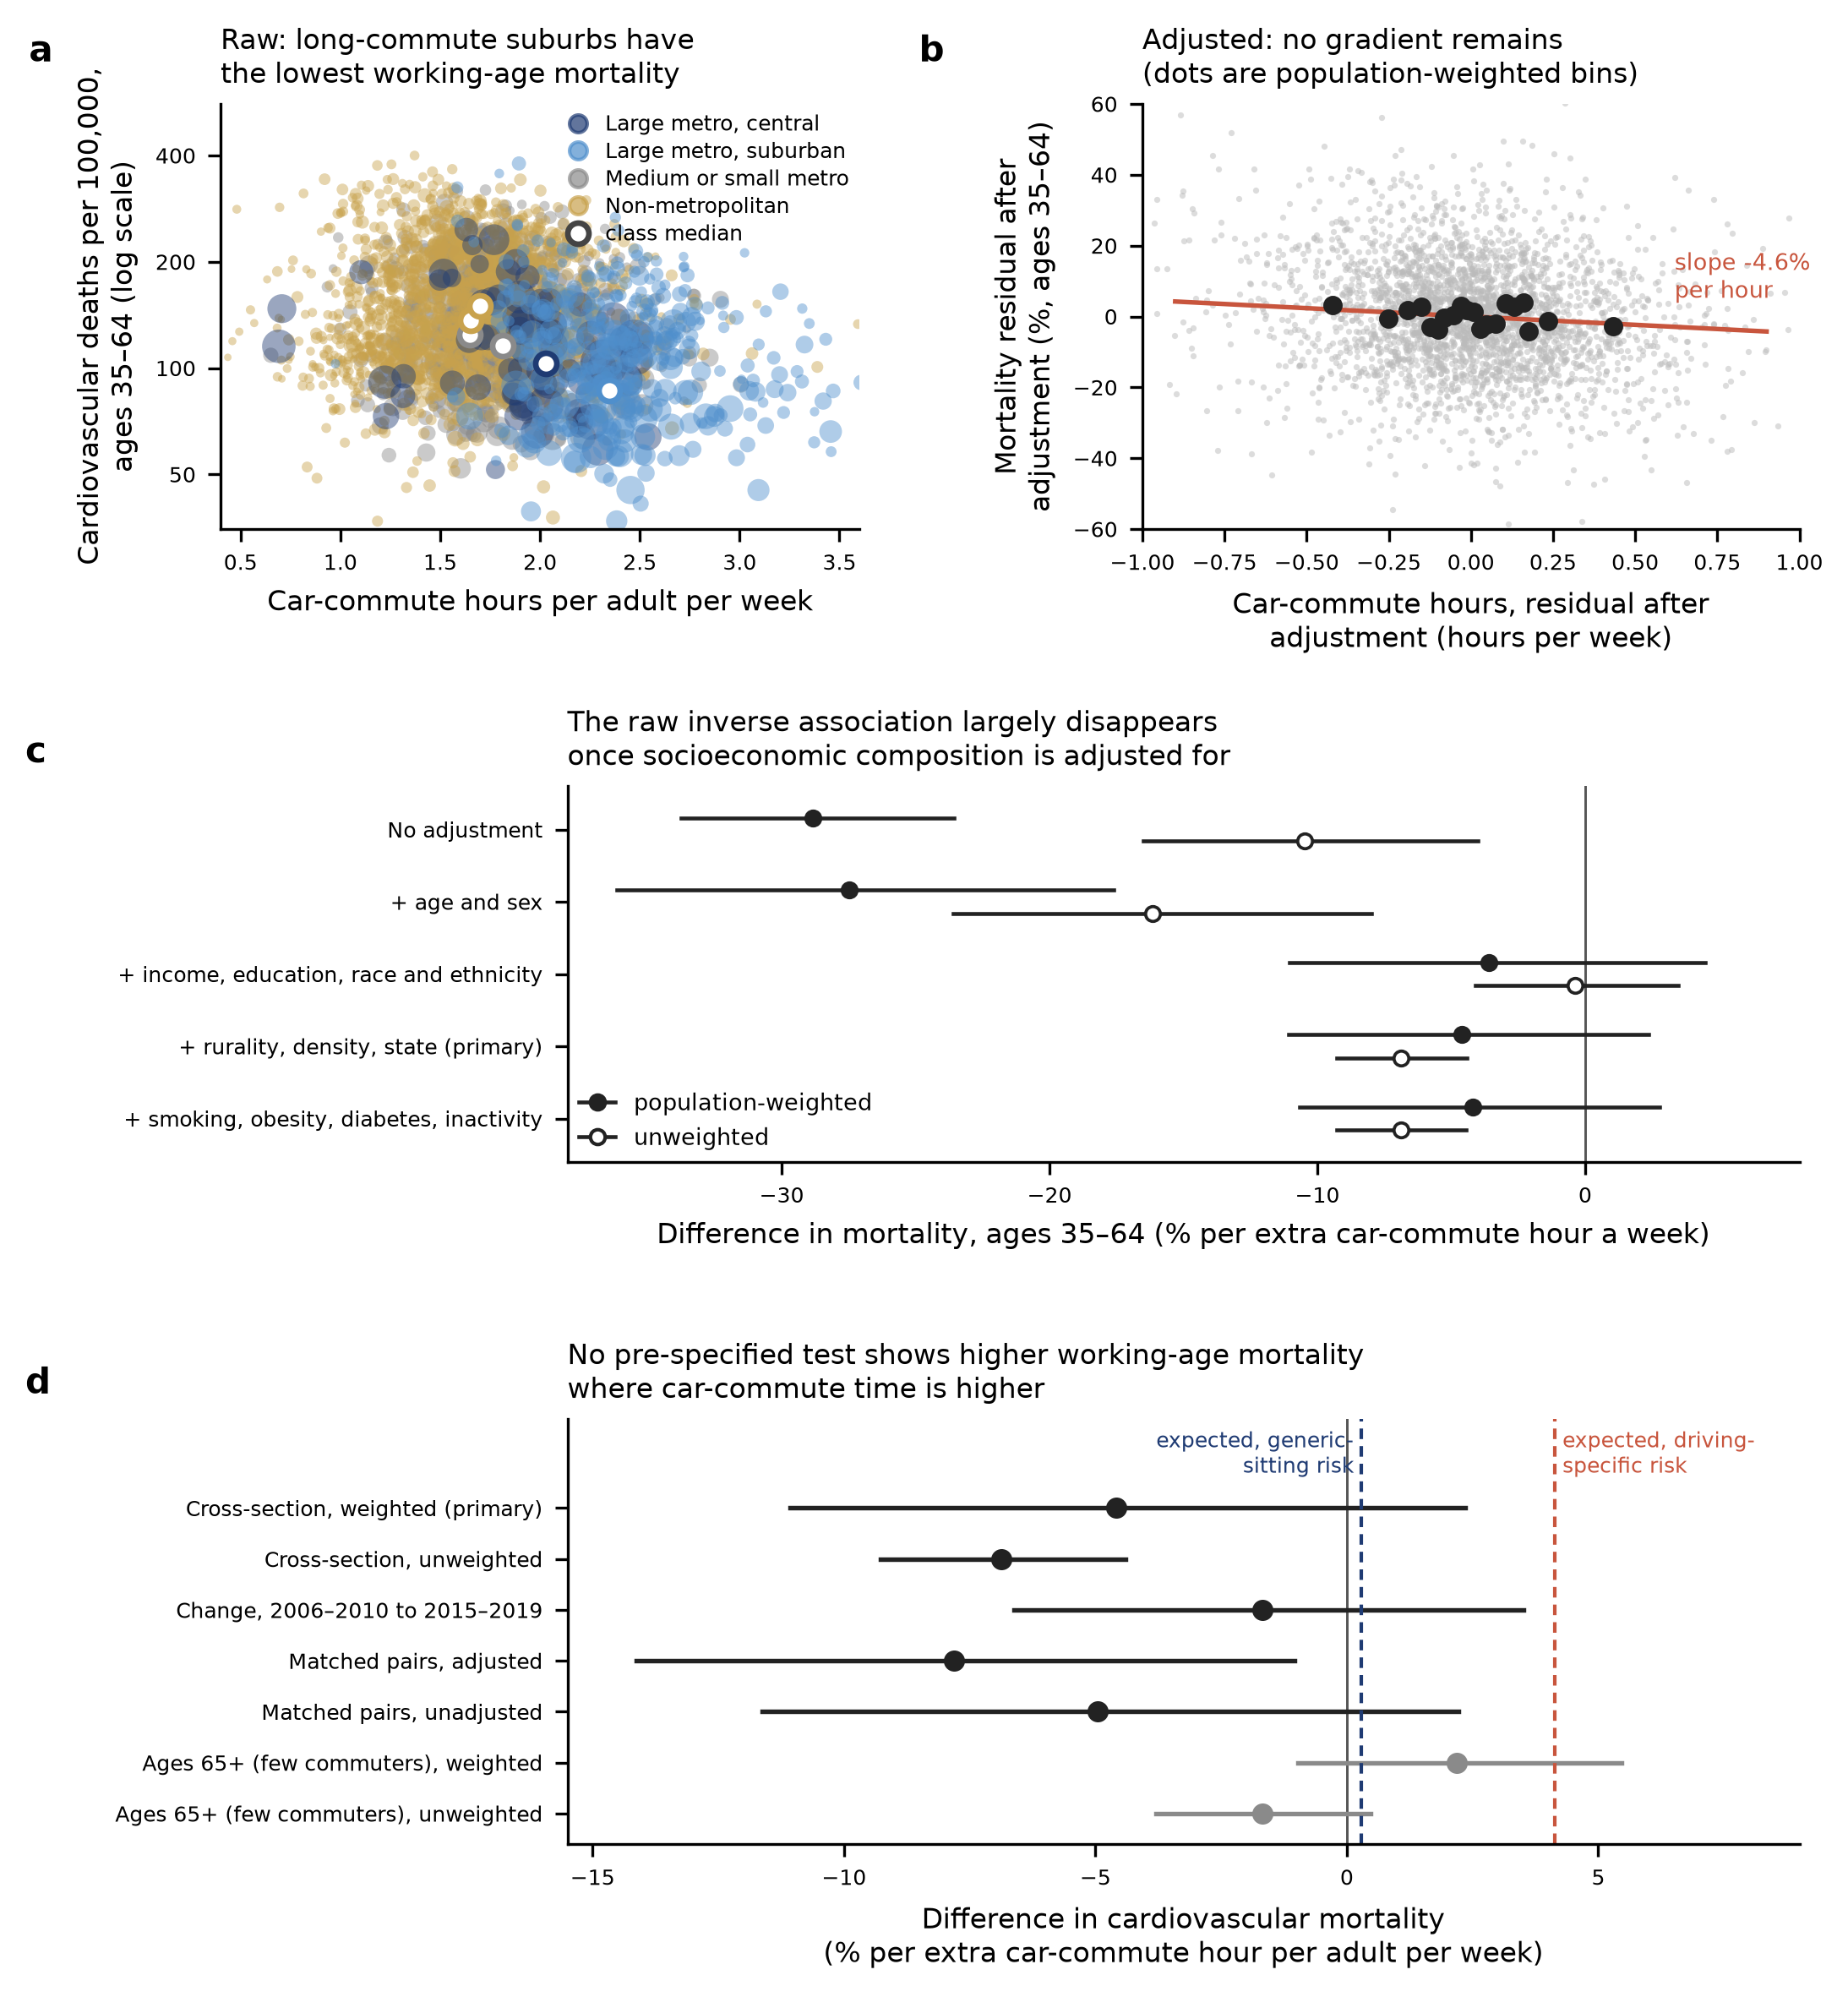 a
Raw: long-commute suburbs have
the lowest working-age mortality
Cardiovascular deaths per 100,000,
ages 35–64 (log scale)
400
200
100
50
Large metro, central
Large metro, suburban
Medium or small metro
Non-metropolitan
class median
0.5 1.0 1.5 2.0 2.5 3.0 3.5
Car-commute hours per adult per week
b
Adjusted: no gradient remains
(dots are population-weighted bins)
Mortality residual after
adjustment (%, ages 35–64)
60
40
20
0
−20
−40
−60
slope -4.6%
per hour
−1.00 −0.75 −0.50 −0.25 0.00 0.25 0.50 0.75 1.00
Car-commute hours, residual after
adjustment (hours per week)
c
The raw inverse association largely disappears
once socioeconomic composition is adjusted for
No adjustment
+ age and sex
+ income, education, race and ethnicity
+ rurality, density, state (primary)
+ smoking, obesity, diabetes, inactivity
population-weighted
unweighted
−30 −20 −10 0
Difference in mortality, ages 35–64 (% per extra car-commute hour a week)
d
No pre-specified test shows higher working-age mortality
where car-commute time is higher
expected, generic-
sitting risk
expected, driving-
specific risk
Cross-section, weighted (primary)
Cross-section, unweighted
Change, 2006–2010 to 2015–2019
Matched pairs, adjusted
Matched pairs, unadjusted
Ages 65+ (few commuters), weighted
Ages 65+ (few commuters), unweighted
−15 −10 −5 0 5
Difference in cardiovascular mortality
(% per extra car-commute hour per adult per week)